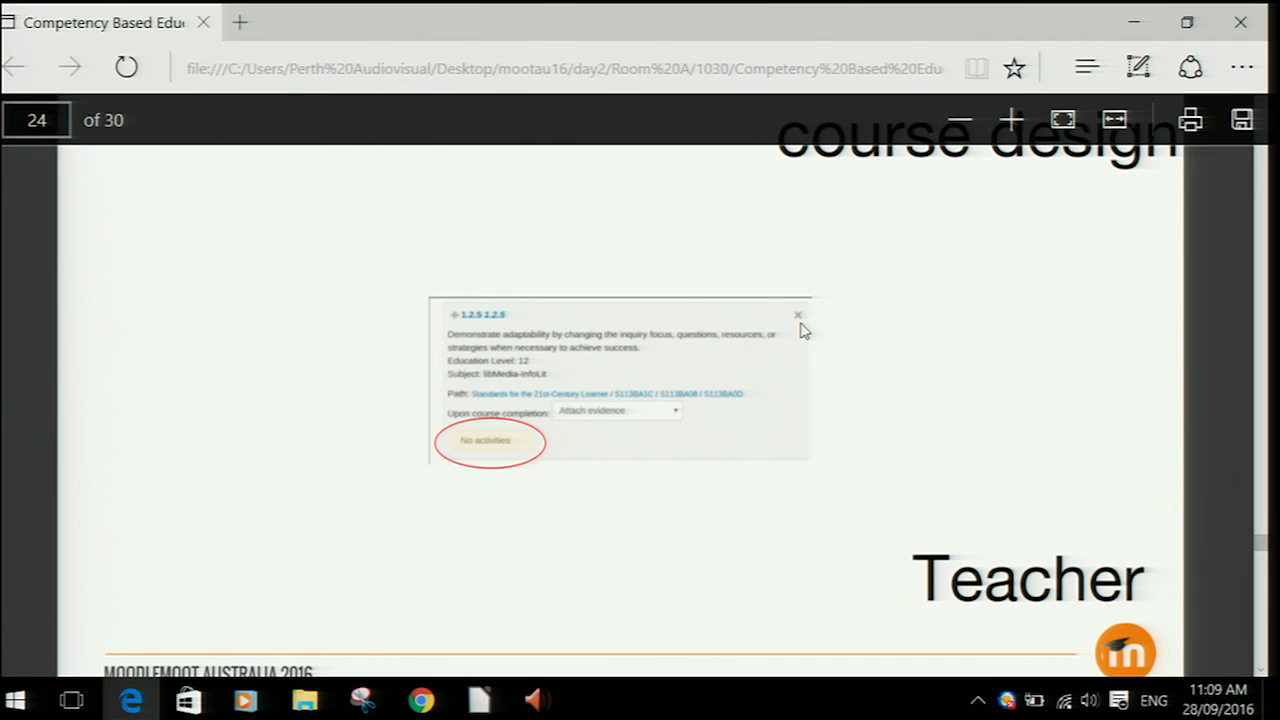 Competency Based Edu
file:///C:/Users/Perth%20Audiovisual/Desktop/mootau16/day2/Room%20A/1030/Competency%20Based%20Edu
24 of 30
course design
1.2.5 1.2.5
Demonstrate adaptability by changing the inquiry focus, questions, resources, or
strategies when necessary to achieve success.
Education Level: 12
Subject: libMedia-InfoLit
Path: Standards for the 21st-Century Learner / S113BA1C / S113BA08 / S113BA0D
Upon course completion: Attach evidence
No activities
Teacher
MOODLEMOOT AUSTRALIA 2016
m
ENG
11:09 AM
28/09/2016